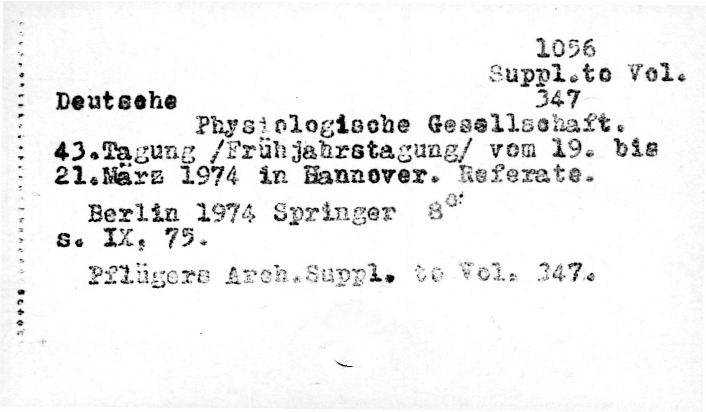 1056
Suppl.to Vol.
347
Deutsche
Physiologische Gesellschaft.
43.Tagung /Frühjahrstagung/ vom 19. bis
21.März 1974 in Hannover. Referate.
Berlin 1974 Springer 8°
s. IX, 75.
Pflügers Arch.Suppl. to Vol. 347.